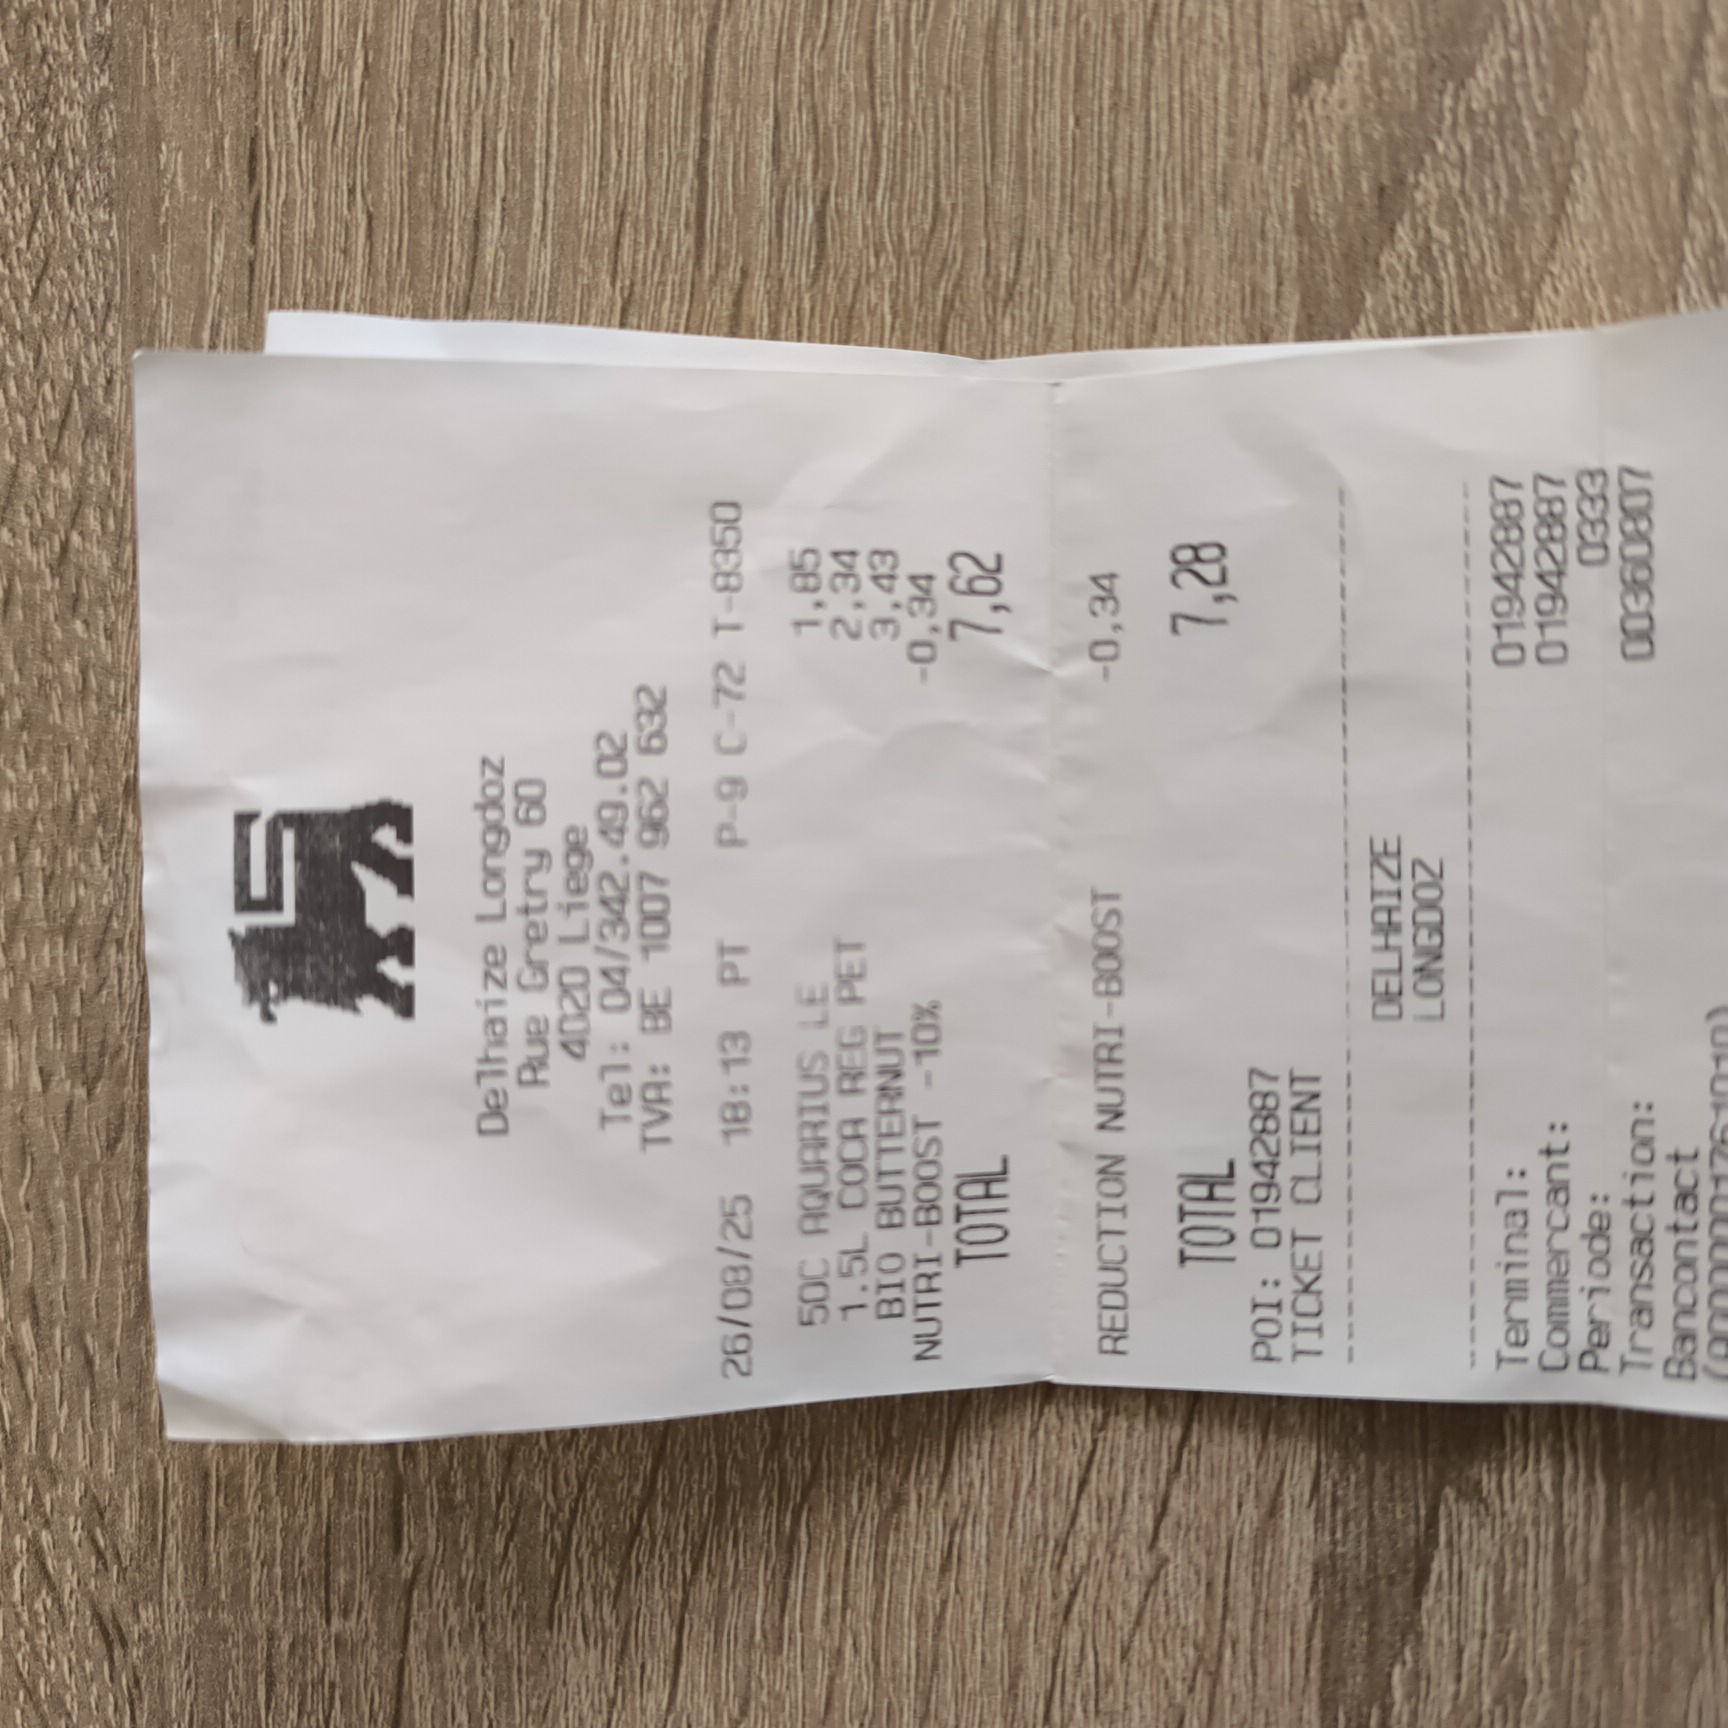 Delhaize Longdoz
Rue Gretry 60
4020 Liege
Tel: 04/342.49.02
TVA: BE 1007 962 632
26/08/25 18:13 PT P-9 C-72 T-8350
50C AQUARIUS LE 1,85
1.5L COCA REG PET 2,34
BIO BUTTERNUT 3,43
NUTRI-BOOST -10% -0,34
TOTAL 7,62
REDUCTION NUTRI-BOOST -0,34
TOTAL 7,28
POI: 01942887
TICKET CLIENT
DELHAIZE
LONGDOZ
Terminal: 01942887
Commercant: 01942887
Periode: 0333
Transaction: 00360807
Bancontact